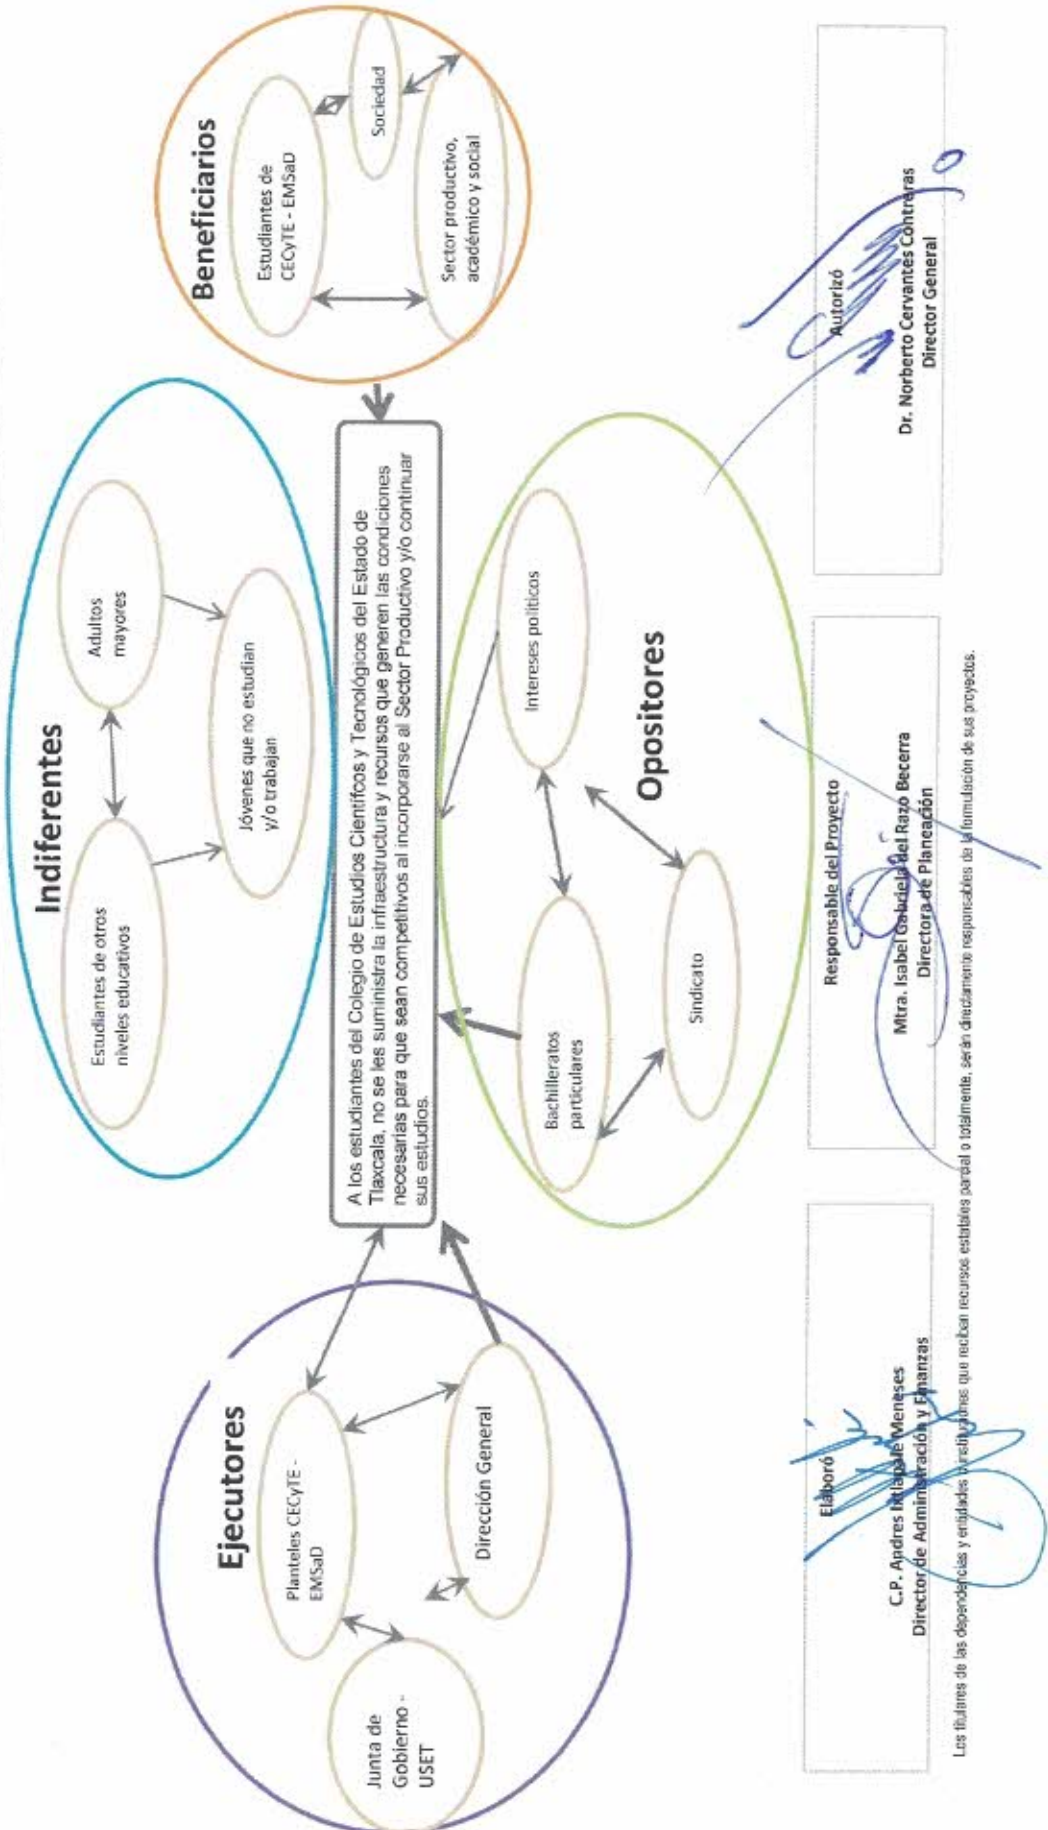 Indiferentes
Estudiantes de otros
niveles educativos
Adultos
mayores
Jóvenes que no estudian
y/o trabajan
Ejecutores
Planteles CECyTE -
EMSaD
Junta de
Gobierno -
USET
Dirección General
A los estudiantes del Colegio de Estudios Científicos y Tecnológicos del Estado de
Tlaxcala, no se les suministra la infraestructura y recursos que generen las condiciones
necesarias para que sean competitivos al incorporarse al Sector Productivo y/o continuar
sus estudios.
Beneficiarios
Estudiantes de
CECyTE - EMSaD
Sociedad
Sector productivo,
académico y social
Bachilleratos
particulares
Intereses políticos
Sindicato
Opositores
Elaboró
C.P. Andres Ixtlapale Meneses
Director de Administración y Finanzas
Responsable del Proyecto
Mtra. Isabel Gabriela del Razo Becerra
Directora de Planeación
Autorizó
Dr. Norberto Cervantes Contreras
Director General
Los titulares de las dependencias y entidades o instituciones que reciban recursos estatales parcial o totalmente, serán directamente responsables de la formulación de sus proyectos.